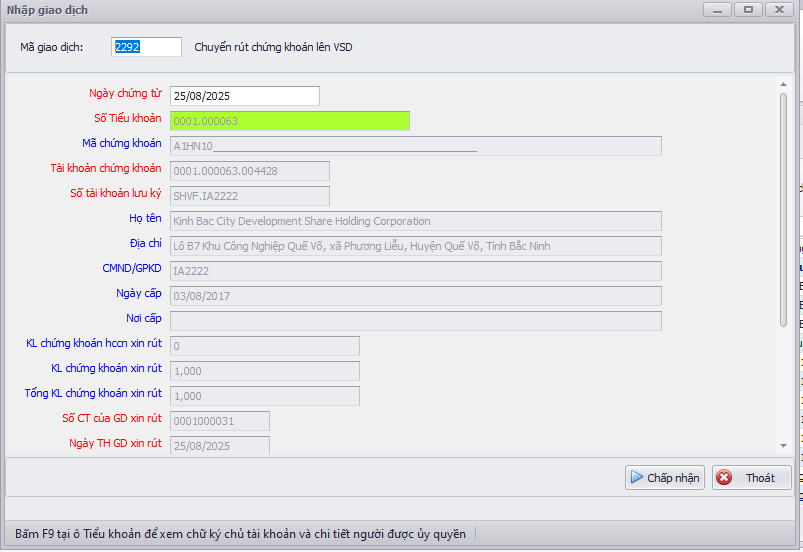 Nhập giao dịch
Mã giao dịch: 2292 Chuyển rút chứng khoán lên VSD
Ngày chứng từ 25/08/2025
Số Tiểu khoản 0001.000063
Mã chứng khoán A1HN10
Tài khoản chứng khoán 0001.000063.004428
Số tài khoản lưu ký SHVF.IA2222
Họ tên Kinh Bac City Development Share Holding Corporation
Địa chỉ Lô B7 Khu Công Nghiệp Quế Võ, xã Phượng Liễu, Huyện Quế Võ, Tỉnh Bắc Ninh
CMND/GPKD IA2222
Ngày cấp 03/08/2017
Nơi cấp
KL chứng khoán hccn xin rút 0
KL chứng khoán xin rút 1,000
Tổng KL chứng khoán xin rút 1,000
Số CT của GD xin rút 0001000031
Ngày TH GD xin rút 25/08/2025
Chấp nhận Thoát
Bấm F9 tại ô Tiểu khoản để xem chữ ký chủ tài khoản và chi tiết người được ủy quyền